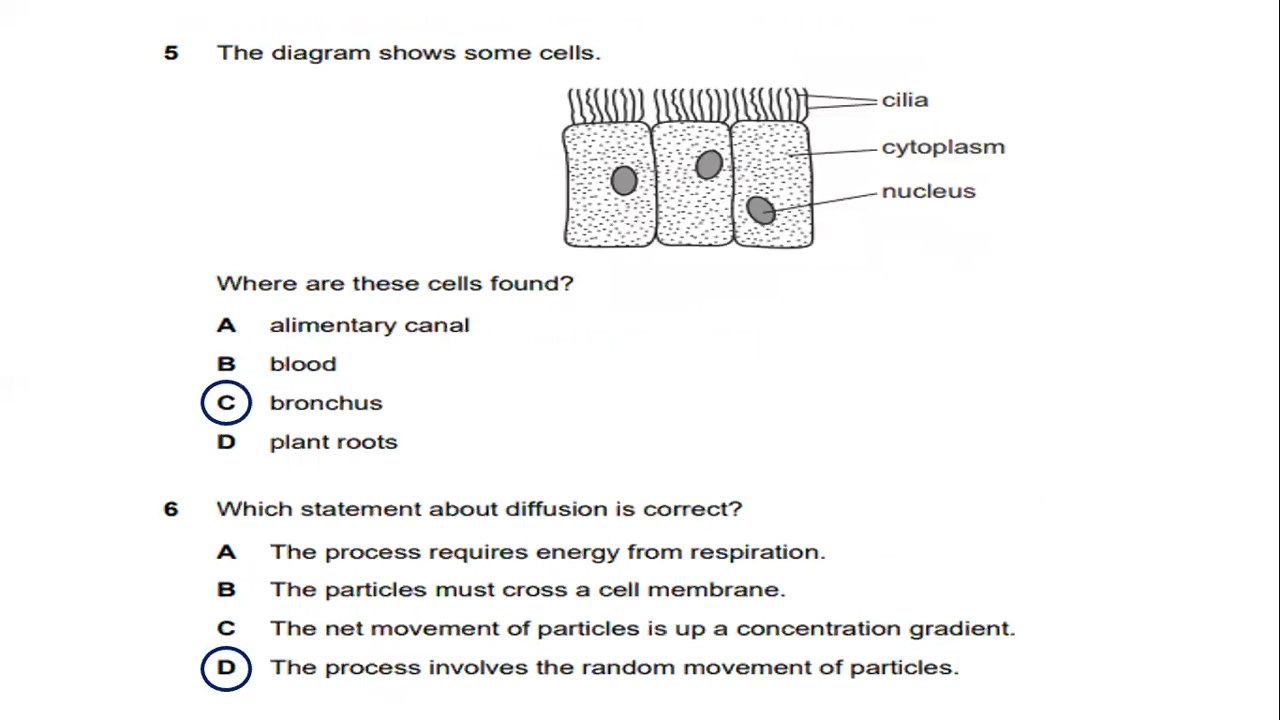 5 The diagram shows some cells.
cilia
cytoplasm
nucleus
Where are these cells found?
A alimentary canal
B blood
C bronchus
D plant roots
6 Which statement about diffusion is correct?
A The process requires energy from respiration.
B The particles must cross a cell membrane.
C The net movement of particles is up a concentration gradient.
D The process involves the random movement of particles.